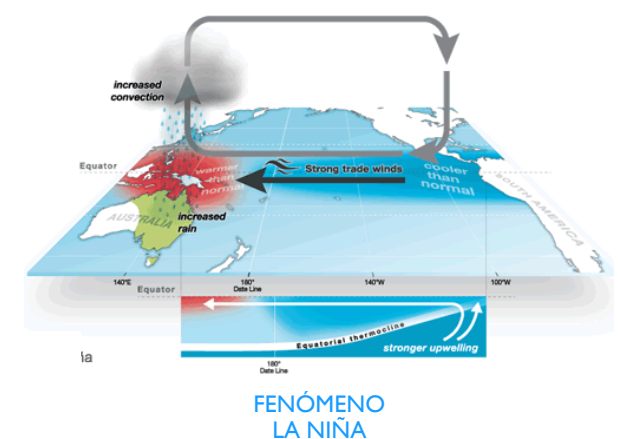 increased
convection
Equator
warmer
than
normal
Strong trade winds
cooler
than
normal
SOUTH AMERICA
AUSTRALIA
increased
rain
140°E
180°
Date Line
140°W
100°W
Equator
Equatorial thermocline
stronger upwelling
ña
180°
Date Line
FENÓMENO
LA NIÑA